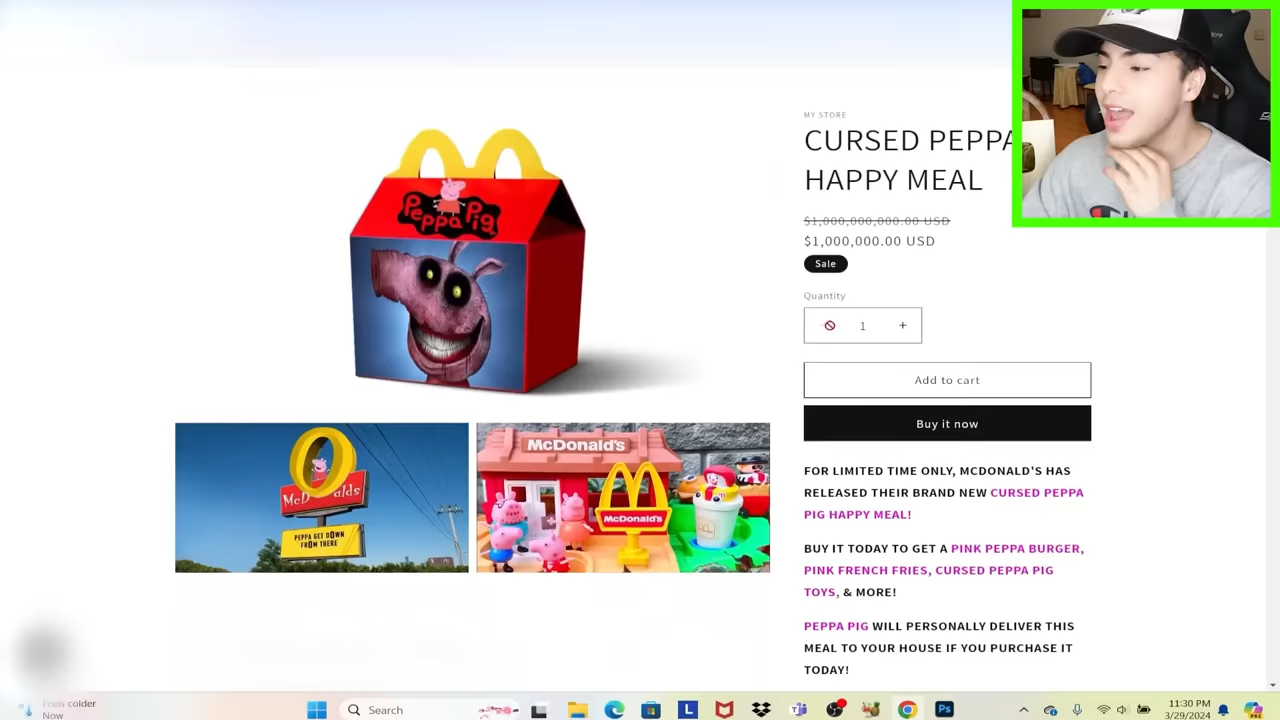 MY STORE
CURSED PEPPA
HAPPY MEAL
$1,000,000,000.00 USD
$1,000,000.00 USD
Sale
Quantity
1
+
Add to cart
Buy it now
FOR LIMITED TIME ONLY, MCDONALD'S HAS
RELEASED THEIR BRAND NEW CURSED PEPPA
PIG HAPPY MEAL!
BUY IT TODAY TO GET A PINK PEPPA BURGER,
PINK FRENCH FRIES, CURSED PEPPA PIG
TOYS, & MORE!
PEPPA PIG WILL PERSONALLY DELIVER THIS
MEAL TO YOUR HOUSE IF YOU PURCHASE IT
TODAY!
Peppa Pig
McD alds
PEPPA GET DOWN
FROM THERE
McDonald's
McDonald's
Feels colder
Now
Search
L
Ps
11:30 PM
3/29/2024